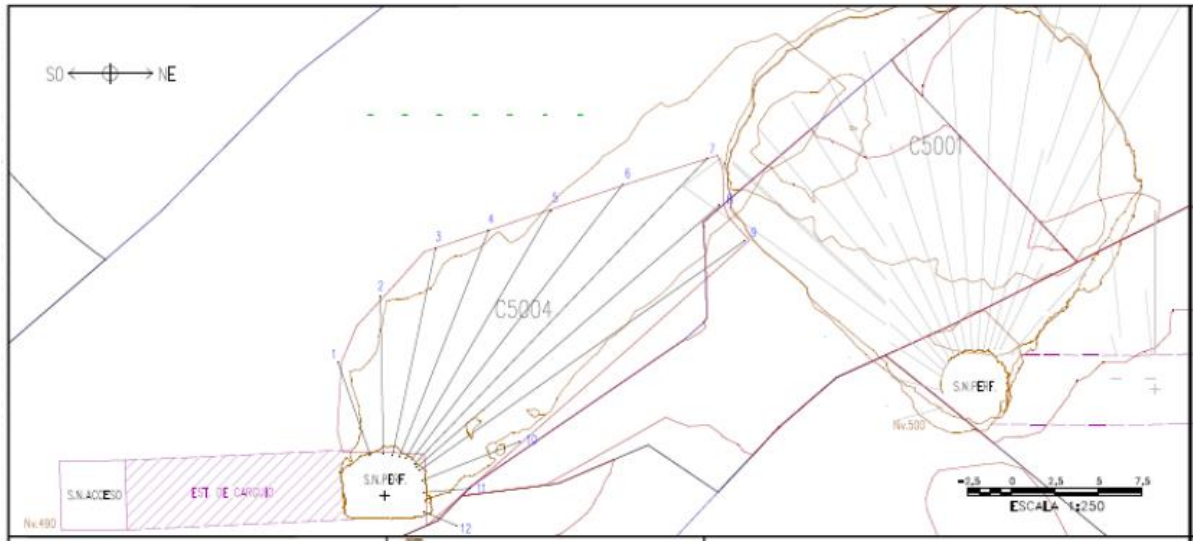 SO NE
7
6
5
8
4
9
3
C5001
2
C5004
1
S.N.PERF.
Nv.500
10
S.N.PERF.
11
S.N.ACCESO
EST. DE CARGUIO
Nv.490
12
-2,5 0 2,5 5 7,5
ESCALA 1:250